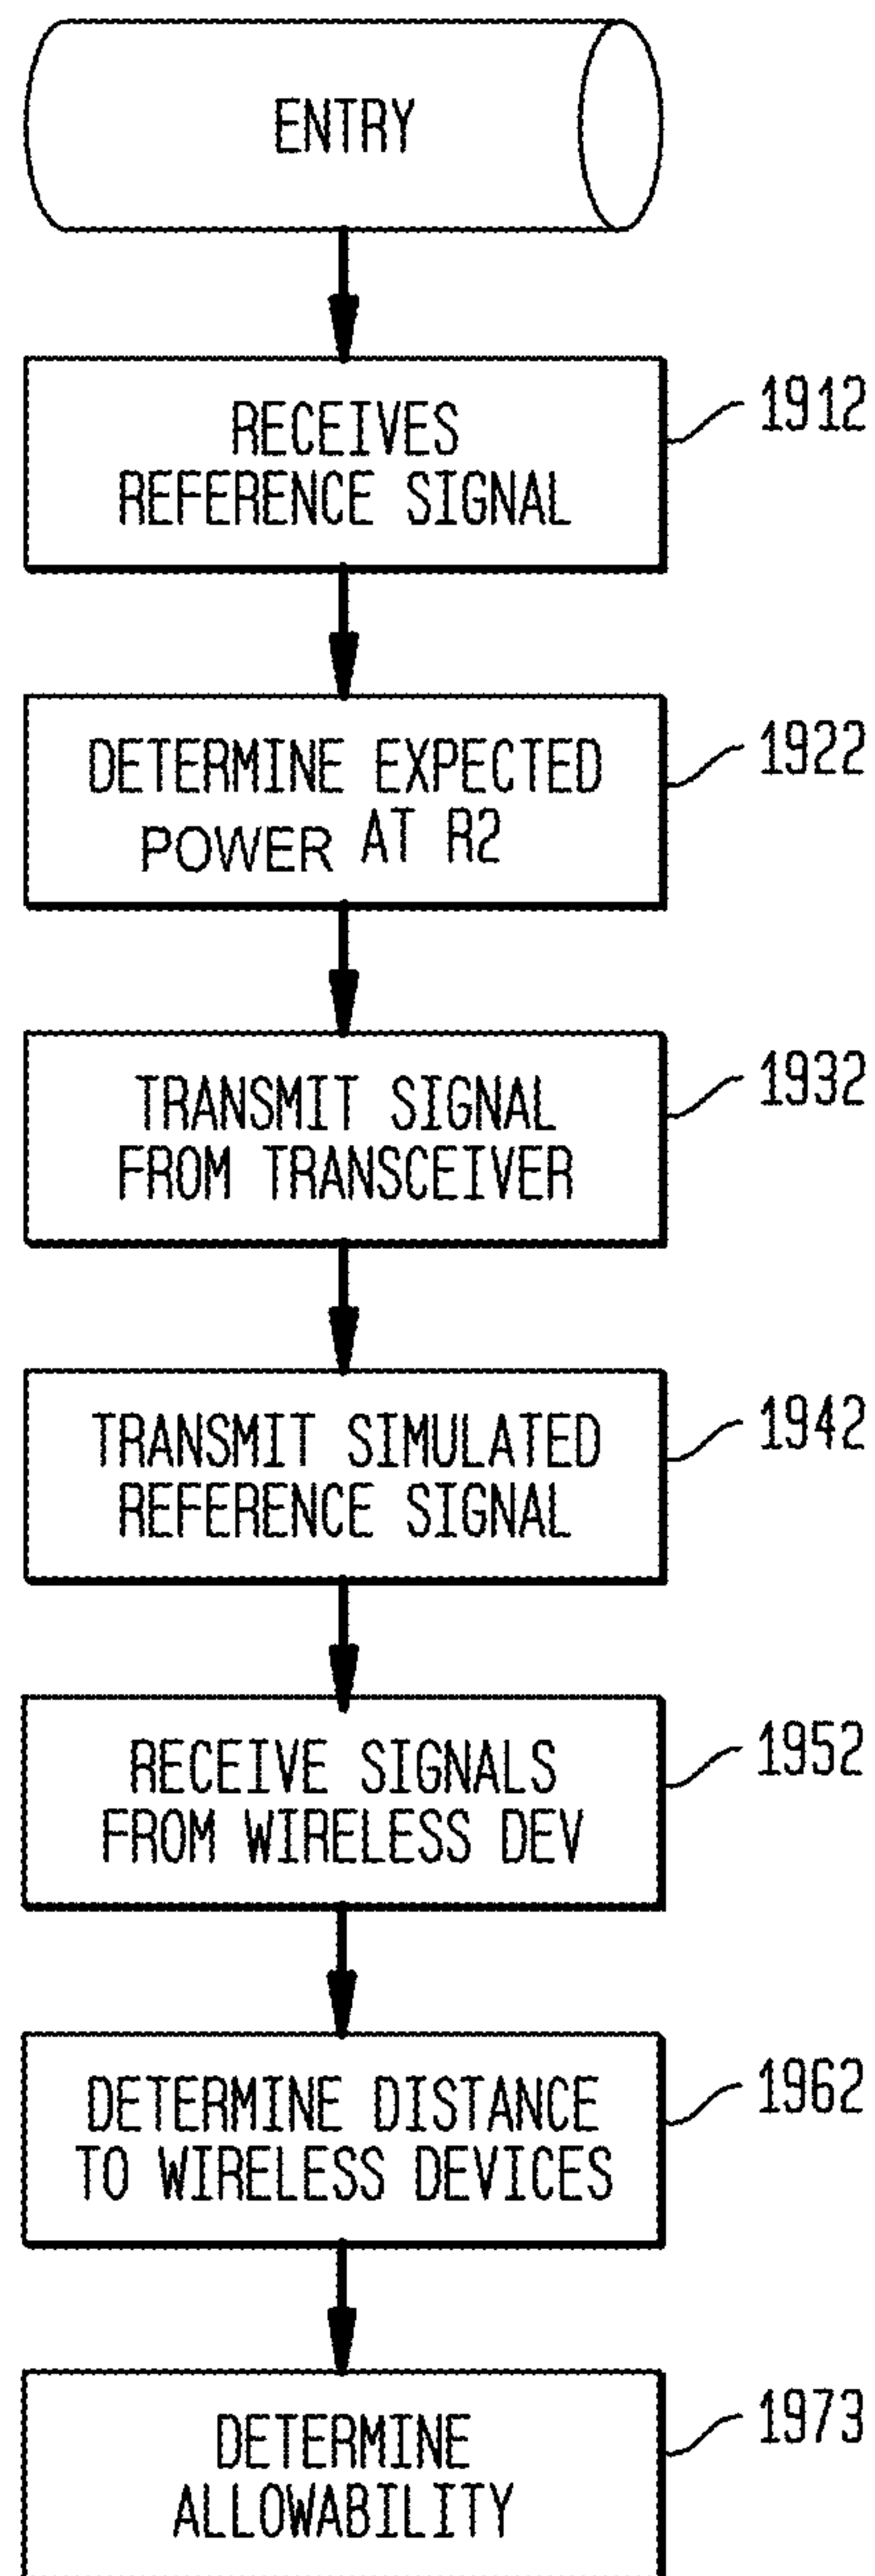 ENTRY
RECEIVES
REFERENCE SIGNAL
1912
DETERMINE EXPECTED
POWER AT R2
1922
TRANSMIT SIGNAL
FROM TRANSCEIVER
1932
TRANSMIT SIMULATED
REFERENCE SIGNAL
1942
RECEIVE SIGNALS
FROM WIRELESS DEV
1952
DETERMINE DISTANCE
TO WIRELESS DEVICES
1962
DETERMINE
ALLOWABILITY
1973